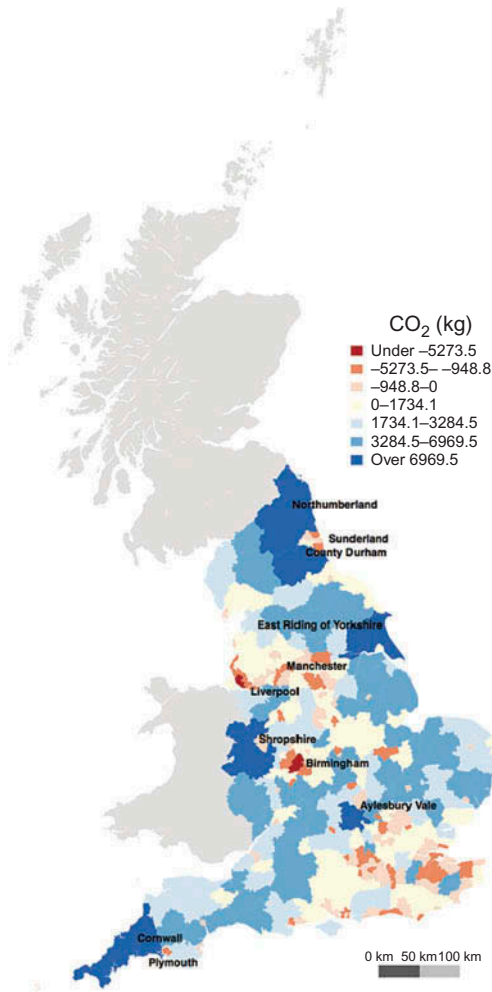 CO₂ (kg)
Under –5273.5
–5273.5– –948.8
–948.8–0
0–1734.1
1734.1–3284.5
3284.5–6969.5
Over 6969.5
Northumberland
Sunderland
County Durham
East Riding of Yorkshire
Manchester
Liverpool
Shropshire
Birmingham
Aylesbury Vale
Cornwall
Plymouth
0 km 50 km 100 km